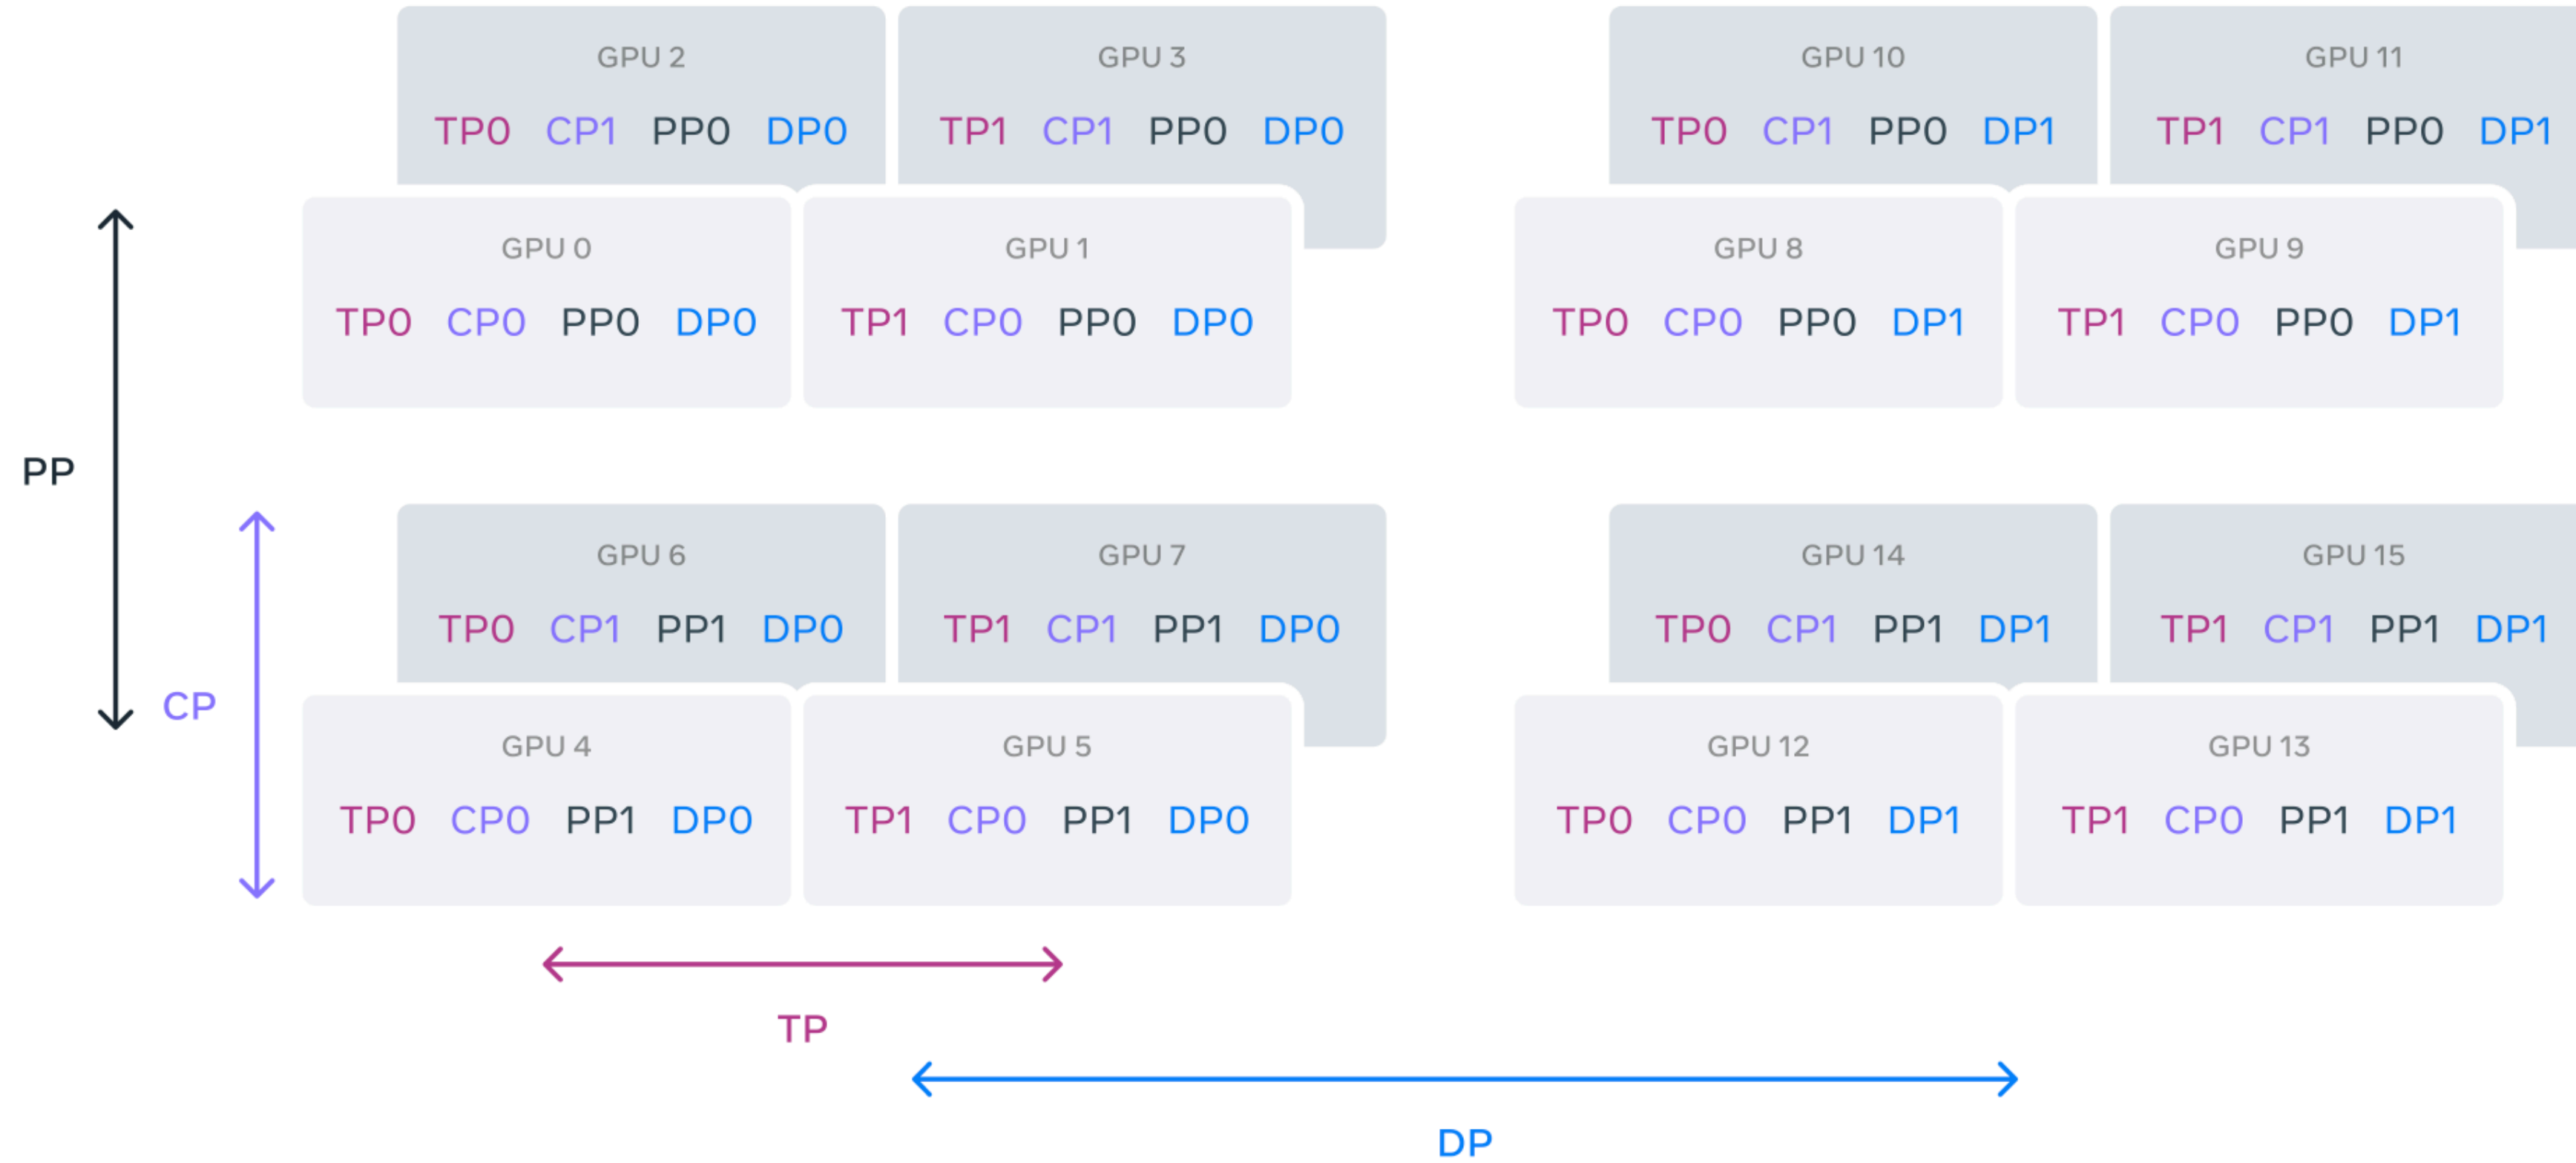 GPU 2 GPU 3 GPU 10 GPU 11
TP0 CP1 PP0 DP0 TP1 CP1 PP0 DP0 TP0 CP1 PP0 DP1 TP1 CP1 PP0 DP1
GPU 0 GPU 1 GPU 8 GPU 9
TP0 CP0 PP0 DP0 TP1 CP0 PP0 DP0 TP0 CP0 PP0 DP1 TP1 CP0 PP0 DP1
PP
GPU 6 GPU 7 GPU 14 GPU 15
TP0 CP1 PP1 DP0 TP1 CP1 PP1 DP0 TP0 CP1 PP1 DP1 TP1 CP1 PP1 DP1
CP
GPU 4 GPU 5 GPU 12 GPU 13
TP0 CP0 PP1 DP0 TP1 CP0 PP1 DP0 TP0 CP0 PP1 DP1 TP1 CP0 PP1 DP1
TP
DP